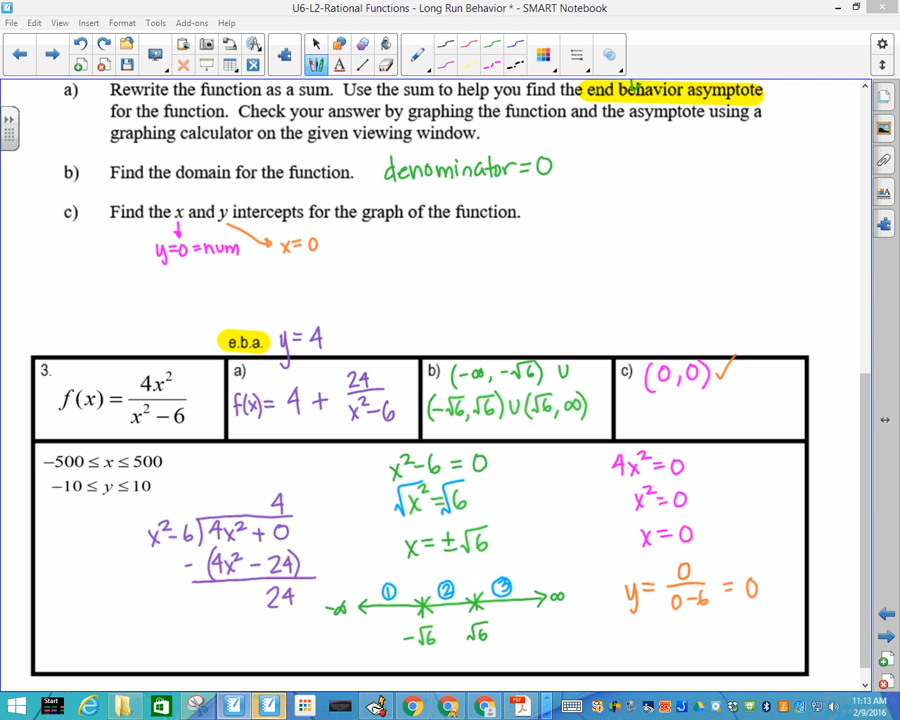 U6-L2-Rational Functions - Long Run Behavior * - SMART Notebook
File Edit View Insert Format Tools Add-ons Help
a) Rewrite the function as a sum. Use the sum to help you find the end behavior asymptote
for the function. Check your answer by graphing the function and the asymptote using a
graphing calculator on the given viewing window.
b) Find the domain for the function. denominator = 0
c) Find the x and y intercepts for the graph of the function.
y=0=num x=0
e.b.a. y=4
3. f(x) = 4x²/(x² − 6)
a) f(x)= 4 + 24/(x²−6)
b) (-∞, -√6) ∪
(-√6, √6) ∪ (√6, ∞)
c) (0,0) ✓
−500 ≤ x ≤ 500
−10 ≤ y ≤ 10
4
x²-6 4x² + 0
- (4x² - 24)
24
x²-6 = 0
√x² = √6
x = ±√6
① ② ③
-∞ ∞
-√6 √6
4x²=0
x²=0
x=0
y= 0/(0-6) = 0
Start
11:13 AM
2/9/2016